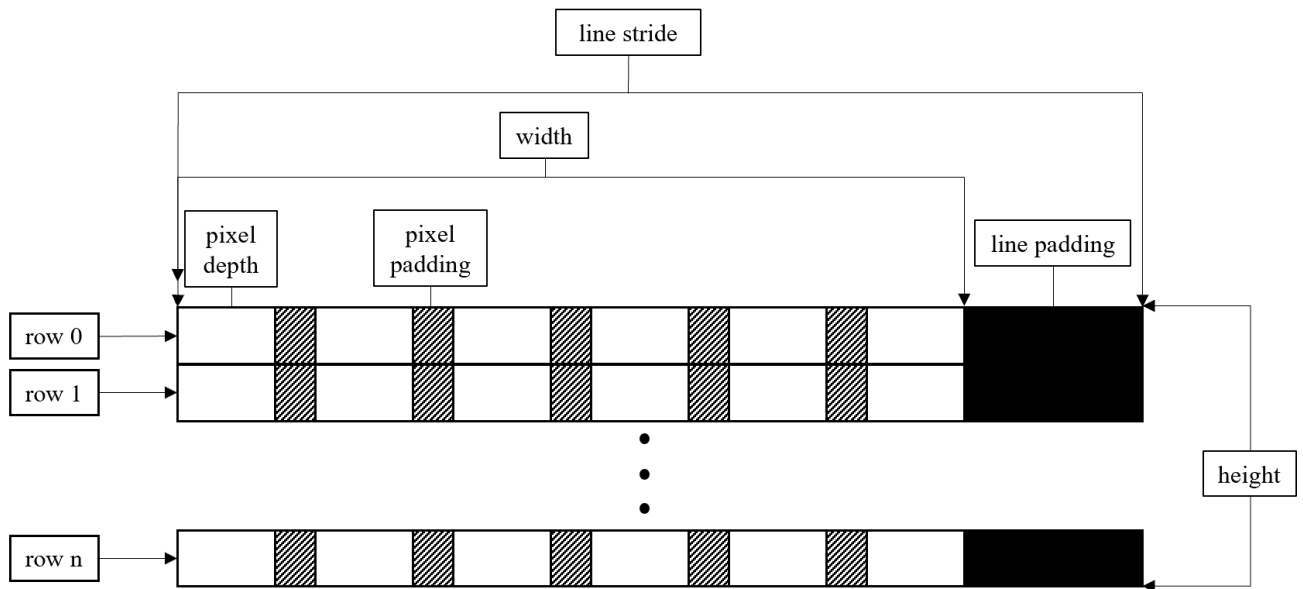 line stride
width
pixel
depth
pixel
padding
line padding
row 0
row 1
height
row n